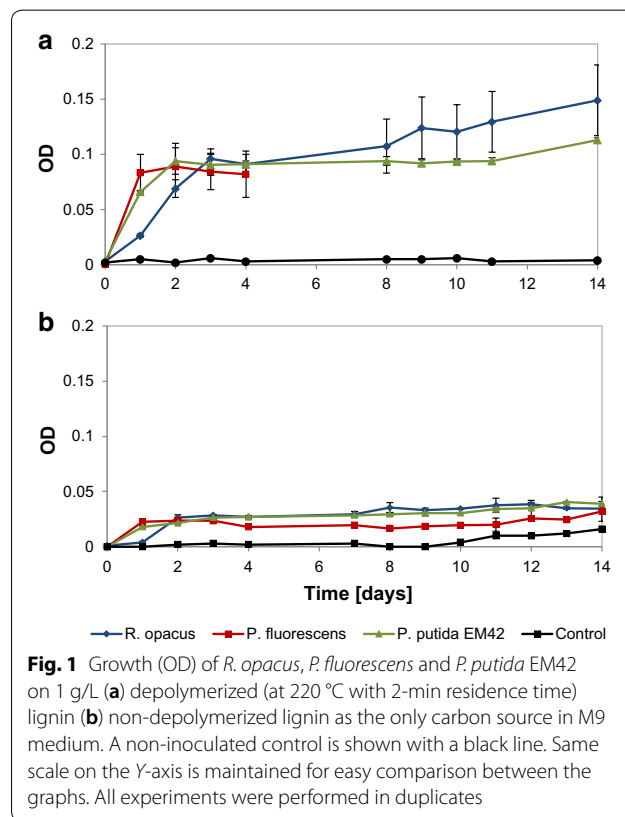 a
0.2
0.15
0.1
0.05
0
OD
0 2 4 6 8 10 12 14
b
0.2
0.15
0.1
0.05
0
OD
0 2 4 6 8 10 12 14
Time [days]
R. opacus P. fluorescens P. putida EM42 Control
Fig. 1 Growth (OD) of R. opacus, P. fluorescens and P. putida EM42
on 1 g/L (a) depolymerized (at 220 °C with 2-min residence time)
lignin (b) non-depolymerized lignin as the only carbon source in M9
medium. A non-inoculated control is shown with a black line. Same
scale on the Y-axis is maintained for easy comparison between the
graphs. All experiments were performed in duplicates